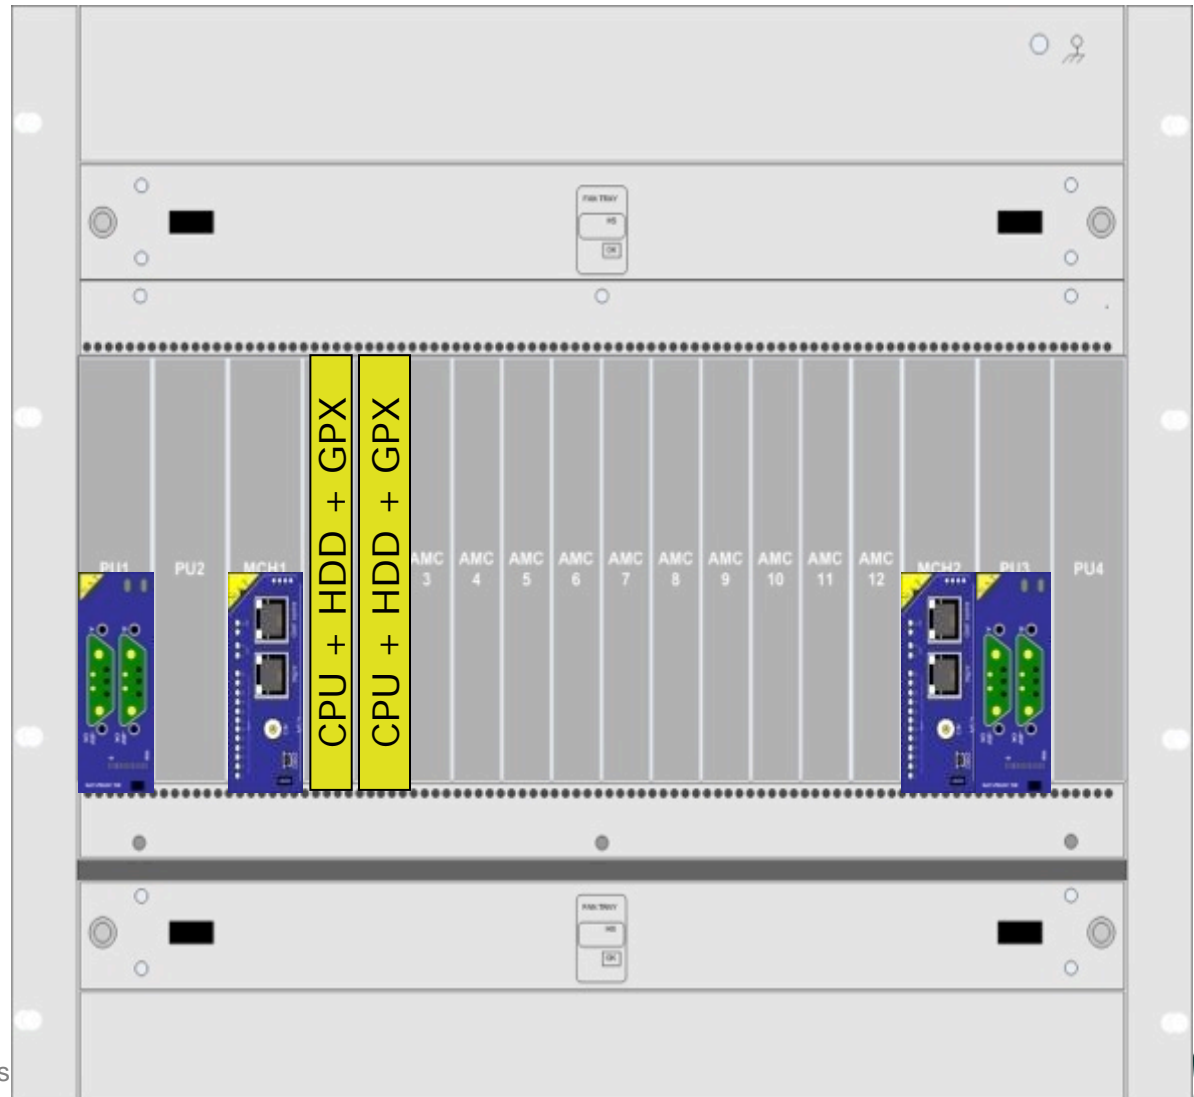 FAN TRAY
HS
OK
CPU + HDD + GPX
CPU + HDD + GPX
PU1
PU2
MCH1
AMC
3
AMC
4
AMC
5
AMC
6
AMC
7
AMC
8
AMC
9
AMC
10
AMC
11
AMC
12
MCH2
PU3
PU4
FAN TRAY
HS
OK
s